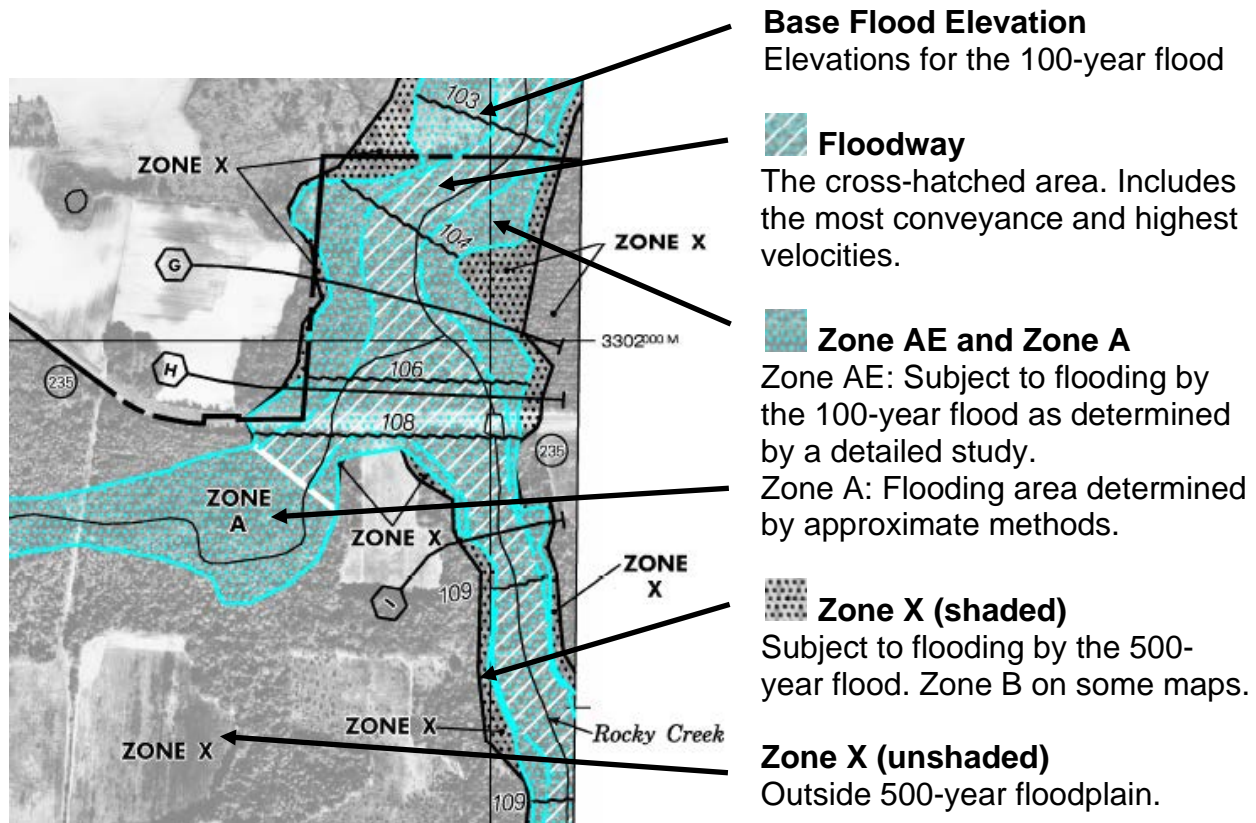 Base Flood Elevation
Elevations for the 100-year flood
Floodway
The cross-hatched area. Includes
the most conveyance and highest
velocities.
Zone AE and Zone A
Zone AE: Subject to flooding by
the 100-year flood as determined
by a detailed study.
Zone A: Flooding area determined
by approximate methods.
Zone X (shaded)
Subject to flooding by the 500-
year flood. Zone B on some maps.
Zone X (unshaded)
Outside 500-year floodplain.
103
ZONE X
104
ZONE X
G
3302000 M
H
106
235
108
235
ZONE
A
ZONE X
ZONE
X
109
I
ZONE X
Rocky Creek
ZONE X
109